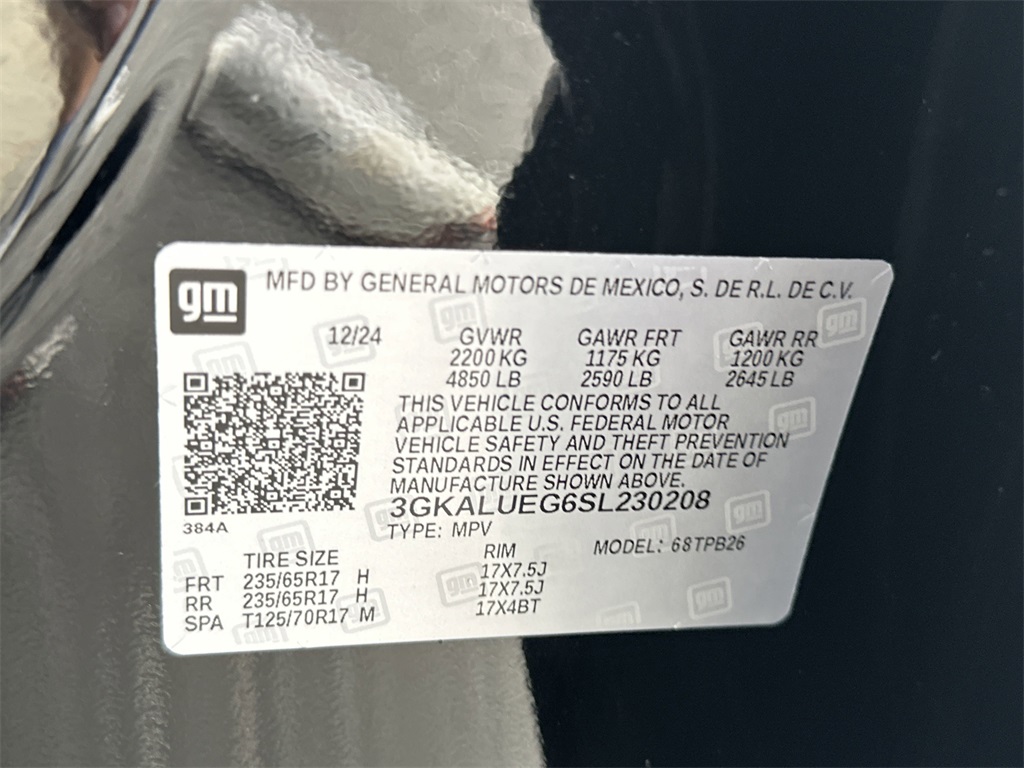 gm MFD BY GENERAL MOTORS DE MEXICO, S. DE R.L. DE C.V.
12/24 GVWR GAWR FRT GAWR RR
2200 KG 1175 KG 1200 KG
4850 LB 2590 LB 2645 LB
THIS VEHICLE CONFORMS TO ALL
APPLICABLE U.S. FEDERAL MOTOR
VEHICLE SAFETY AND THEFT PREVENTION
STANDARDS IN EFFECT ON THE DATE OF
MANUFACTURE SHOWN ABOVE.
3GKALUEG6SL230208
384A TYPE: MPV MODEL: 68TPB26
TIRE SIZE RIM
FRT 235/65R17 H 17X7.5J
RR 235/65R17 H 17X7.5J
SPA T125/70R17 M 17X4BT